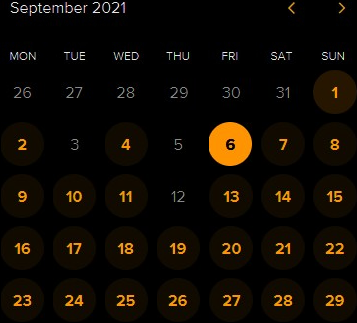 September 2021
MON TUE WED THU FRI SAT SUN
26 27 28 29 30 31 1
2 3 4 5 6 7 8
9 10 11 12 13 14 15
16 17 18 19 20 21 22
23 24 25 26 27 28 29